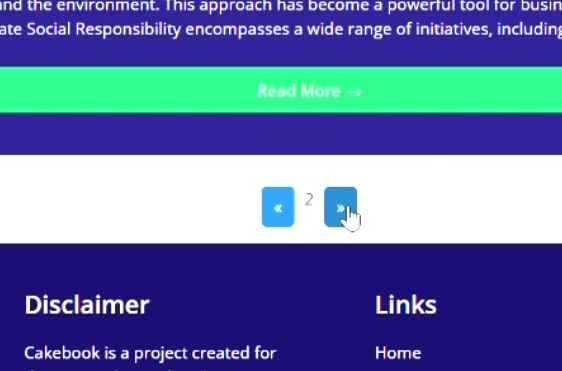 and the environment. This approach has become a powerful tool for
ate Social Responsibility encompasses a wide range of initiatives, including
Read More →
« 2 »
Disclaimer
Links
Cakebook is a project created for
Home